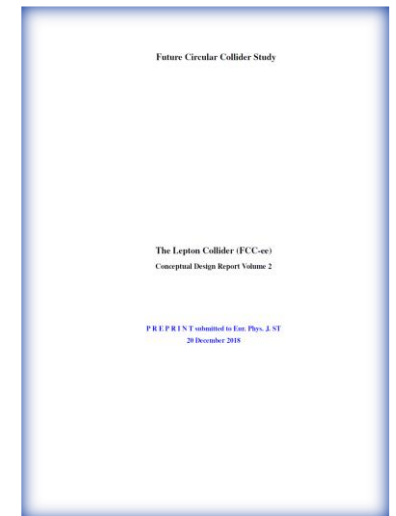 Future Circular Collider Study
The Lepton Collider (FCC-ee)
Conceptual Design Report Volume 2
P R E P R I N T submitted to Eur. Phys. J. ST
20 December 2018